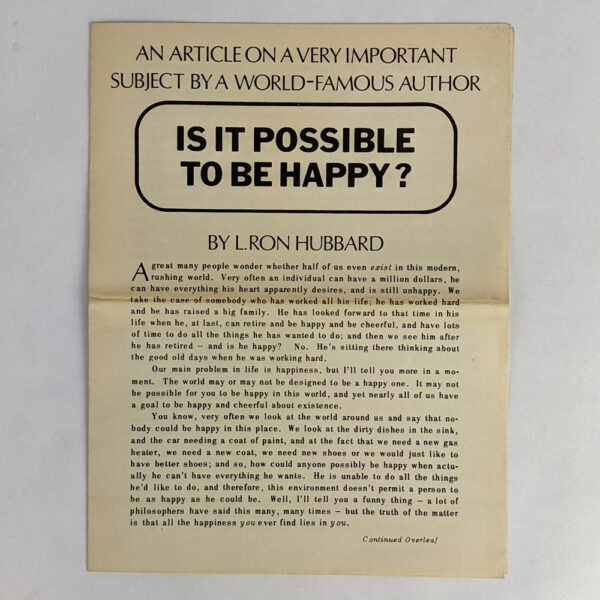 AN ARTICLE ON A VERY IMPORTANT
SUBJECT BY A WORLD-FAMOUS AUTHOR
IS IT POSSIBLE
TO BE HAPPY?
BY L. RON HUBBARD
A great many people wonder whether half of us even exist in this modern,
rushing world. Very often an individual can have a million dollars, he
can have everything his heart apparently desires, and is still unhappy. We
take the case of somebody who has worked all his life; he has worked hard
and he has raised a big family. He has looked forward to that time in his
life when he, at last, can retire and be happy and be cheerful, and have lots
of time to do all the things he has wanted to do; and then we see him after
he has retired – and is he happy? No. He's sitting there thinking about
the good old days when he was working hard.
Our main problem in life is happiness, but I'll tell you more in a mo-
ment. The world may or may not be designed to be a happy one. It may not
be possible for you to be happy in this world, and yet nearly all of us have
a goal to be happy and cheerful about existence.
You know, very often we look at the world around us and say that no-
body could be happy in this place. We look at the dirty dishes in the sink,
and the car needing a coat of paint, and at the fact that we need a new gas
heater, we need a new coat, we need new shoes or we would just like to
have better shoes; and so, how could anyone possibly be happy when actu-
ally he can't have everything he wants. He is unable to do all the things
he'd like to do, and therefore, this environment doesn't permit a person to
be as happy as he could be. Well, I'll tell you a funny thing – a lot of
philosophers have said this many, many times – but the truth of the matter
is that all the happiness you ever find lies in you.
Continued Overleaf